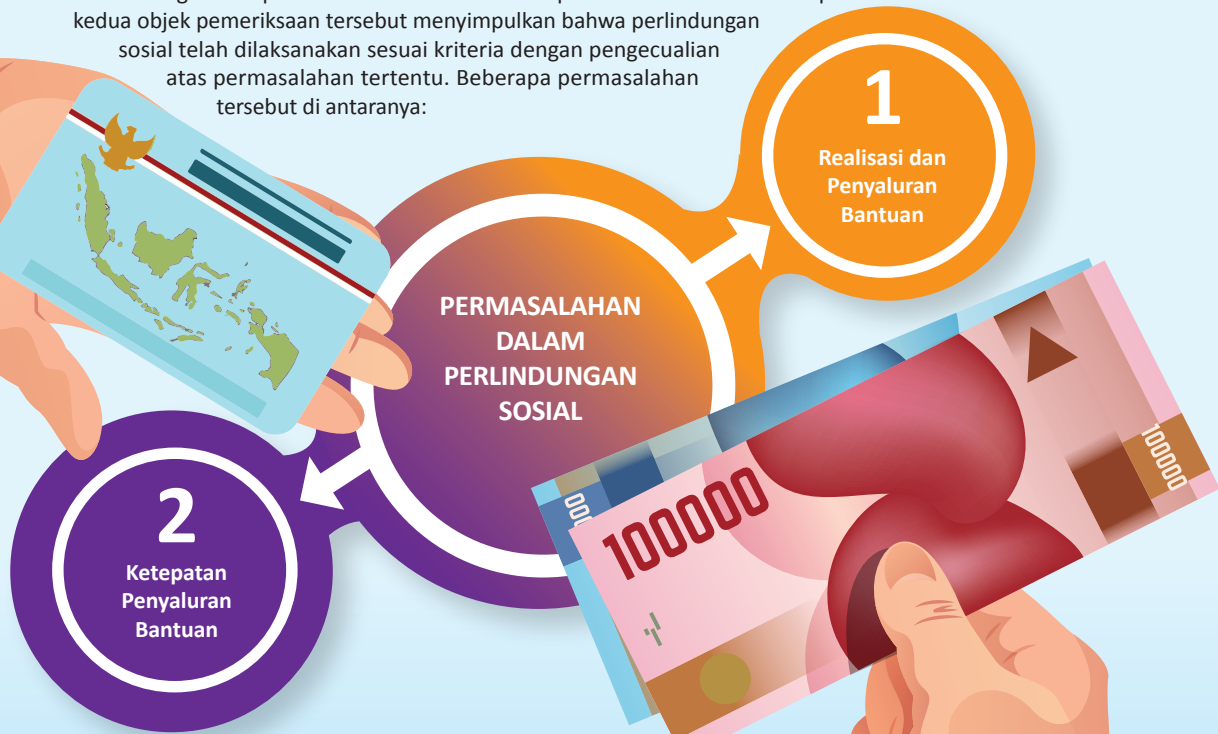 kedua objek pemeriksaan tersebut menyimpulkan bahwa perlindungan
sosial telah dilaksanakan sesuai kriteria dengan pengecualian
atas permasalahan tertentu. Beberapa permasalahan
tersebut di antaranya:
1
Realisasi dan
Penyaluran
Bantuan
PERMASALAHAN
DALAM
PERLINDUNGAN
SOSIAL
2
Ketepatan
Penyaluran
Bantuan
100000
100000
000